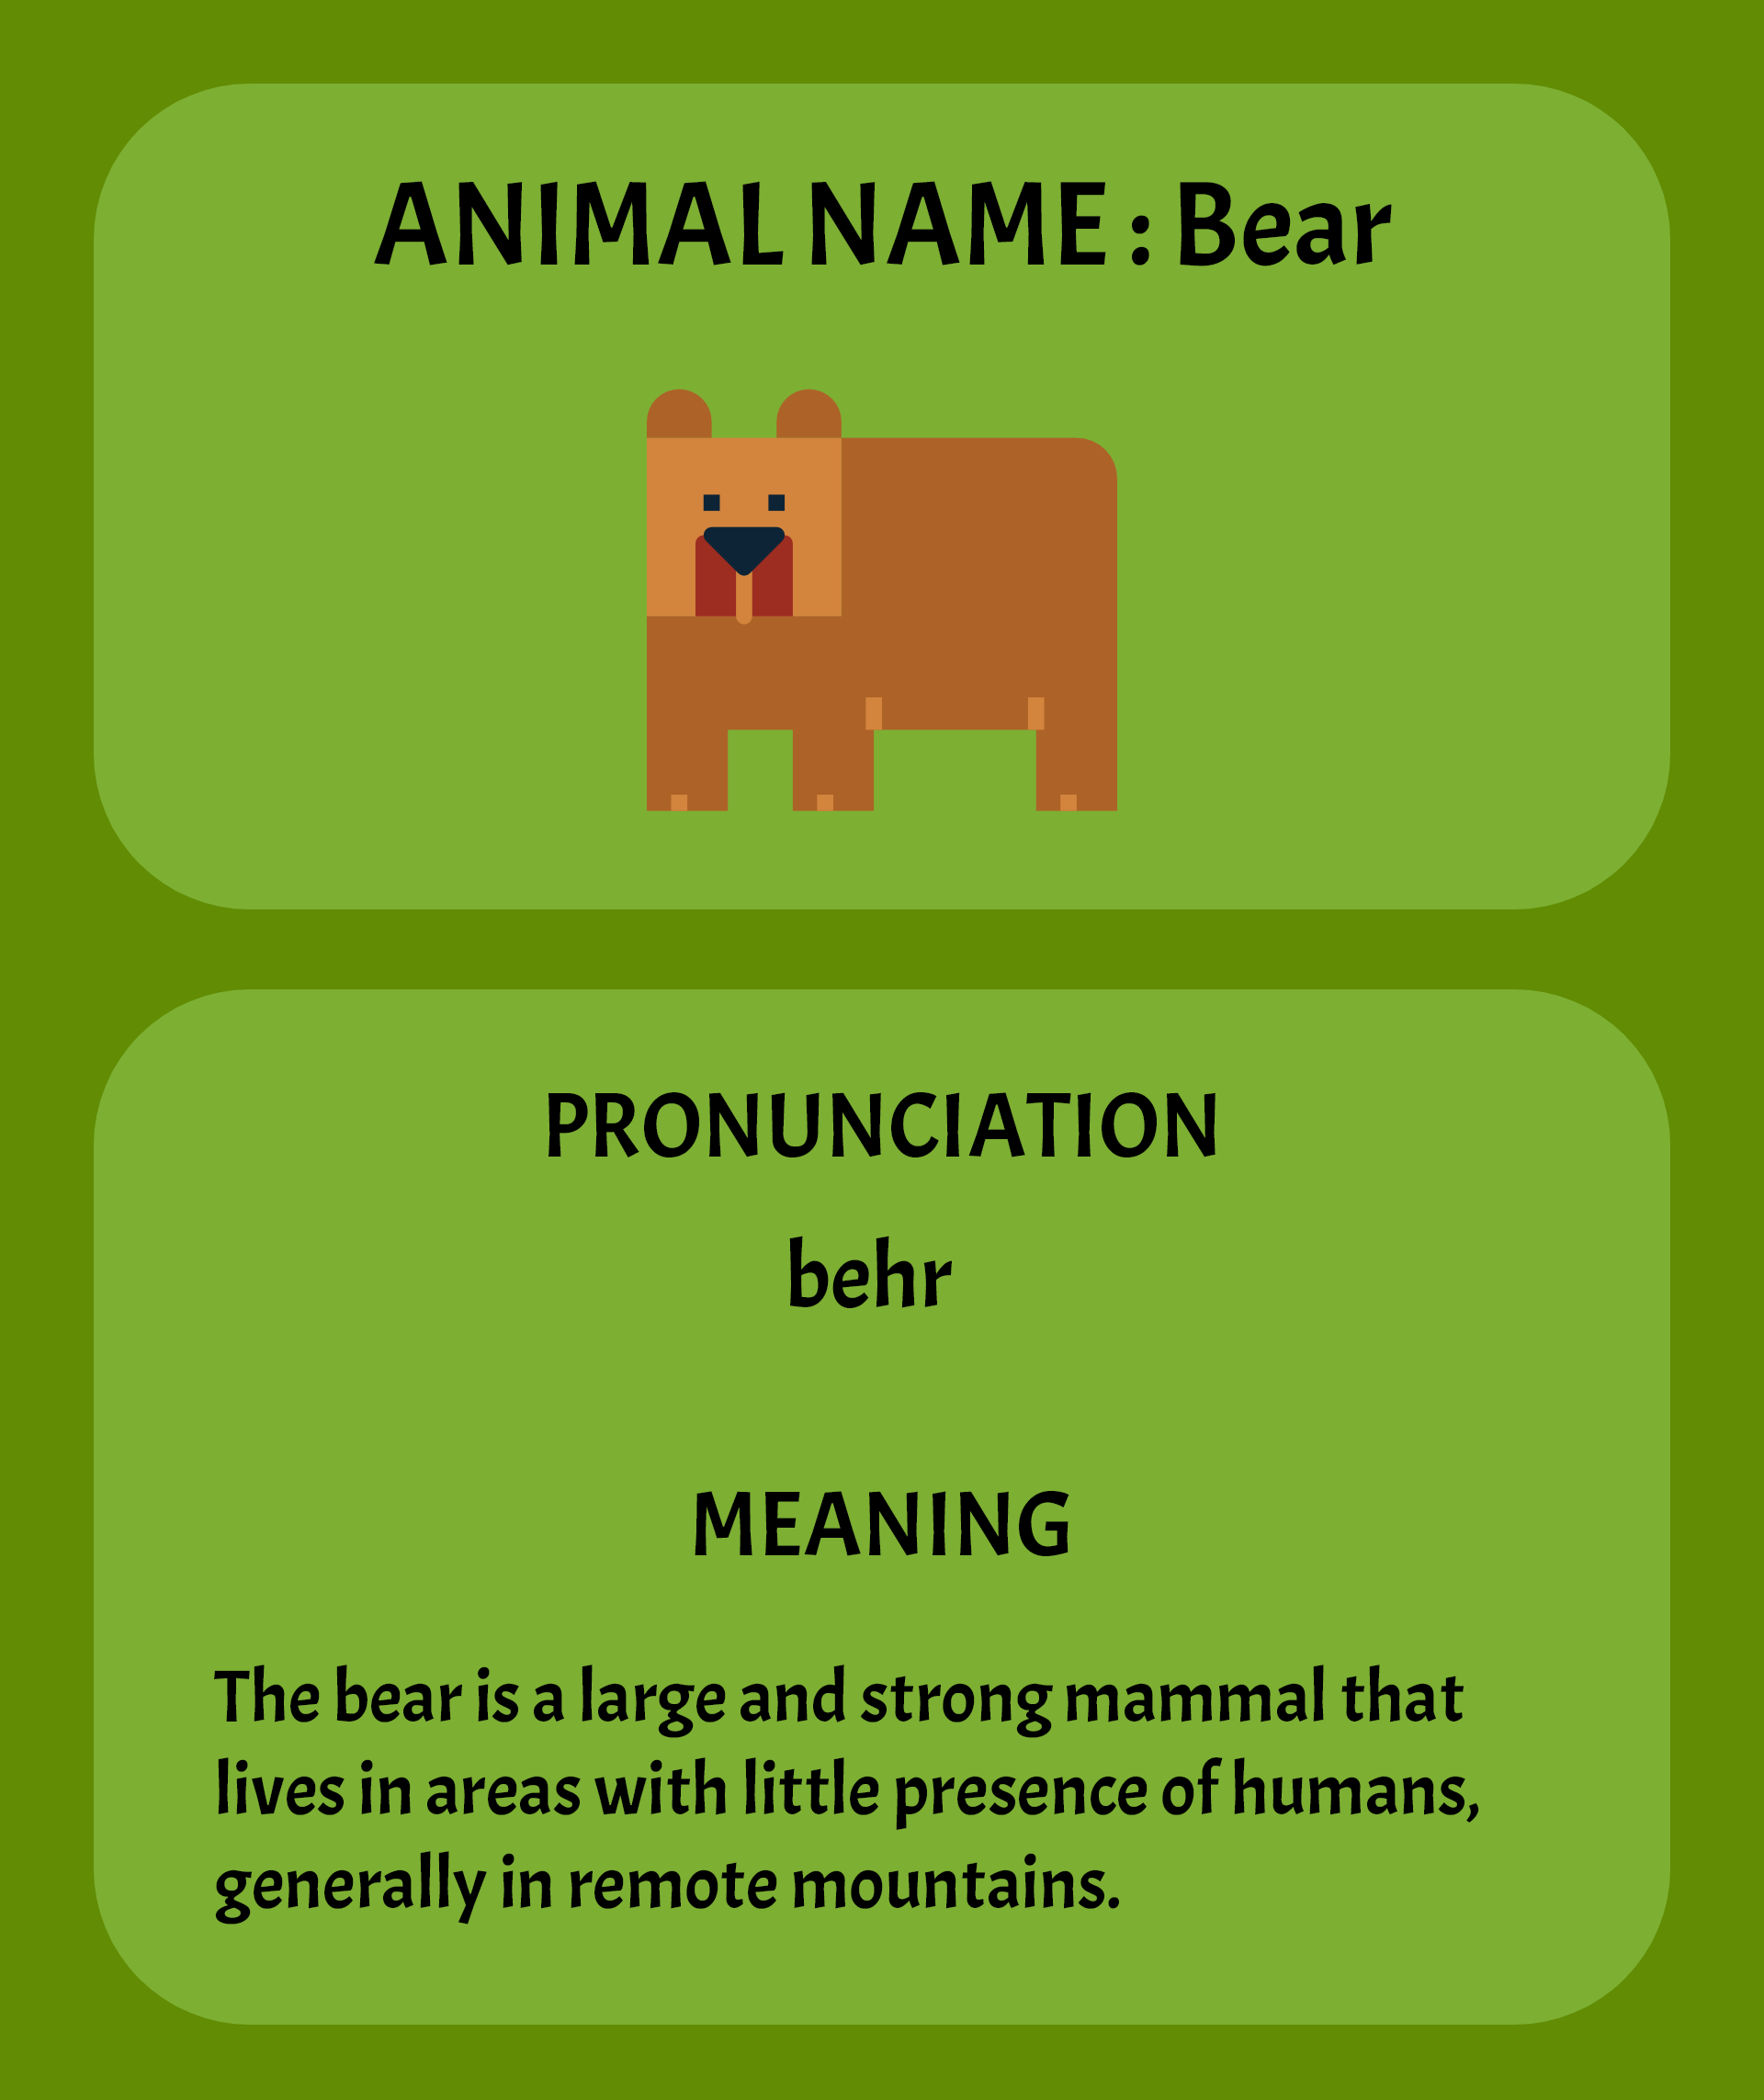 ANIMAL NAME : Bear
PRONUNCIATION
behr
MEANING
The bear is a large and strong mammal that
lives in areas with little presence of humans,
generally in remote mountains.